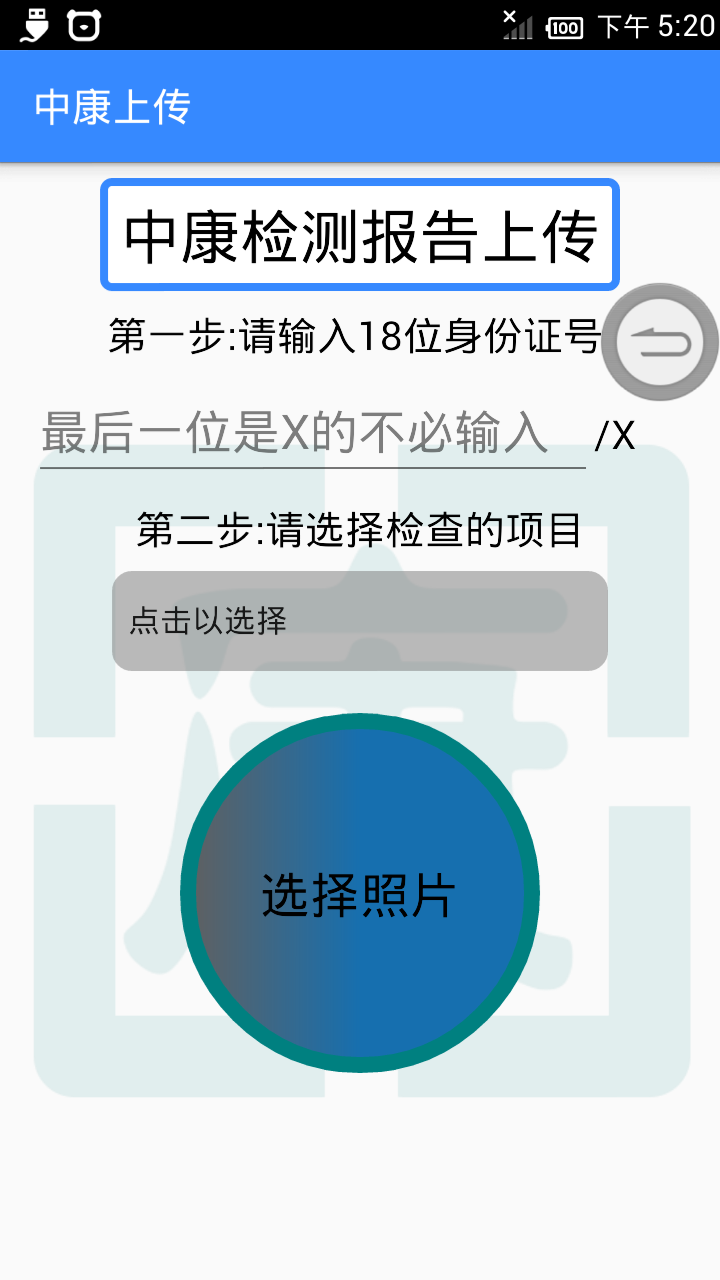 100 下午 5:20
中康上传
中康检测报告上传
第一步:请输入18位身份证号
最后一位是X的不必输入 /X
第二步:请选择检查的项目
点击以选择
选择照片